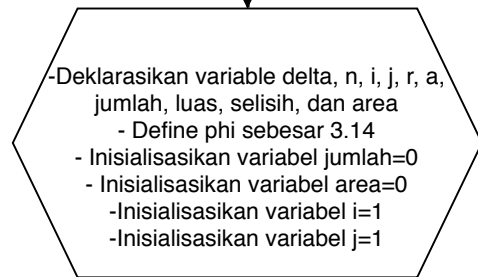 -Deklarasikan variable delta, n, i, j, r, a,
jumlah, luas, selisih, dan area
- Define phi sebesar 3.14
- Inisialisasikan variabel jumlah=0
- Inisialisasikan variabel area=0
-Inisialisasikan variabel i=1
-Inisialisasikan variabel j=1